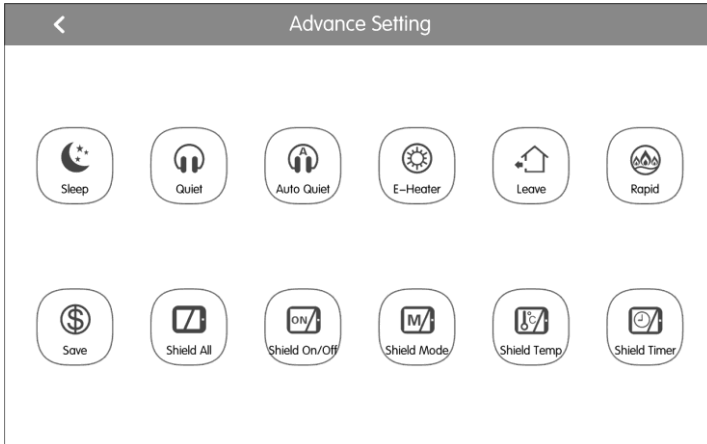 Advance Setting
Sleep
Quiet
A
Auto Quiet
E-Heater
Leave
Rapid
$
Save
Shield All
ON
Shield On/Off
M
Shield Mode
°C
Shield Temp
Shield Timer